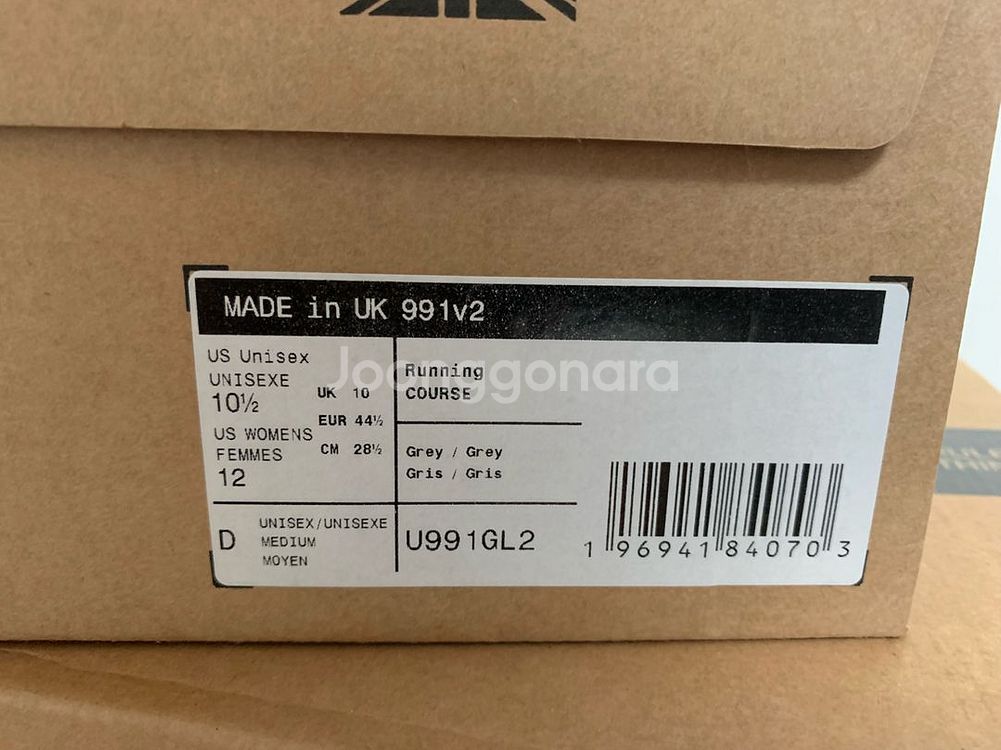 MADE in UK 991v2
US Unisex
UNISEXE
10½
US WOMENS
FEMMES
12
UK 10
EUR 44½
CM 28½
Running
COURSE
Grey / Grey
Gris / Gris
D
UNISEX/UNISEXE
MEDIUM
MOYEN
U991GL2
1 96941 84070 3
Joonggonara